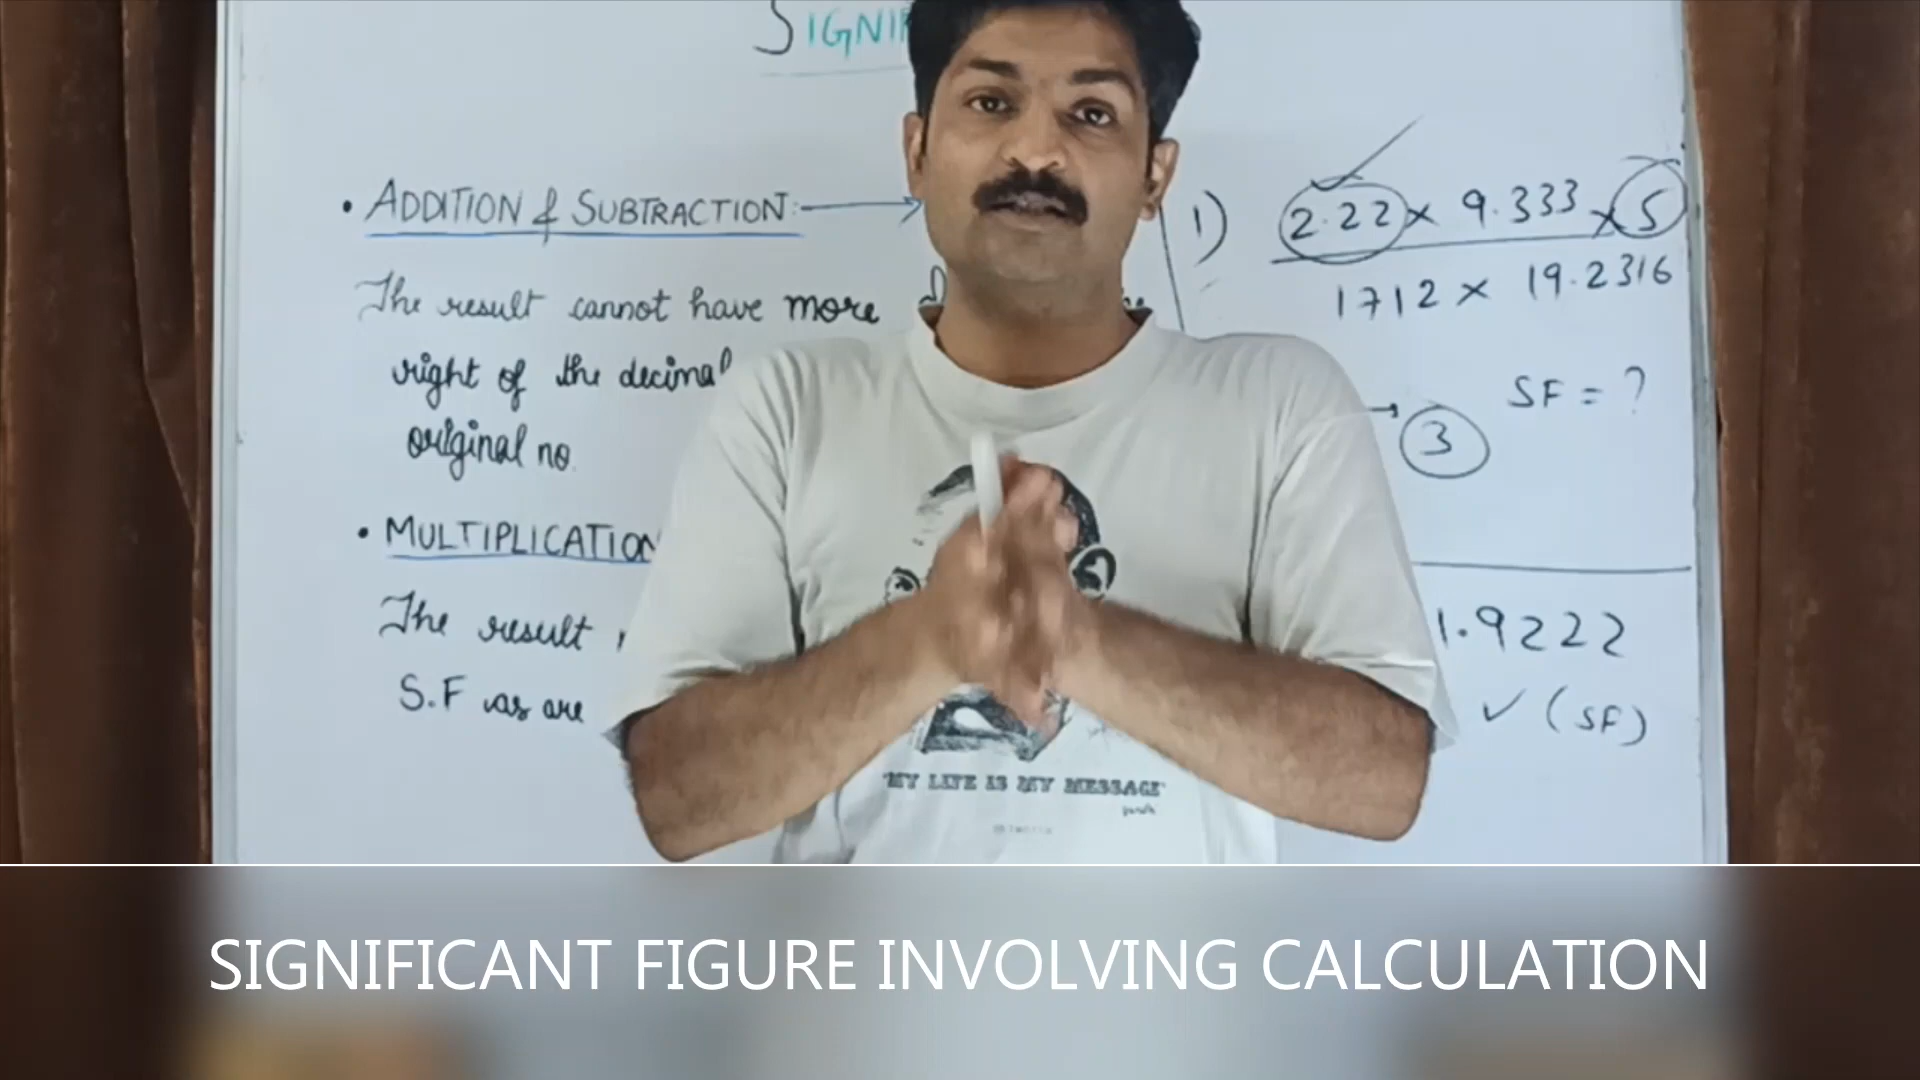 SIGNIF
• ADDITION & SUBTRACTION:→
The result cannot have more
right of the decimal
original no.
• MULTIPLICATION
The result
S.F as are
1) 2.22 x 9.333 x 5
1712 x 19.2316
SF = ?
→ 3
1.9222
✓ (SF)
"MY LIFE IS MY MESSAGE"
SIGNIFICANT FIGURE INVOLVING CALCULATION